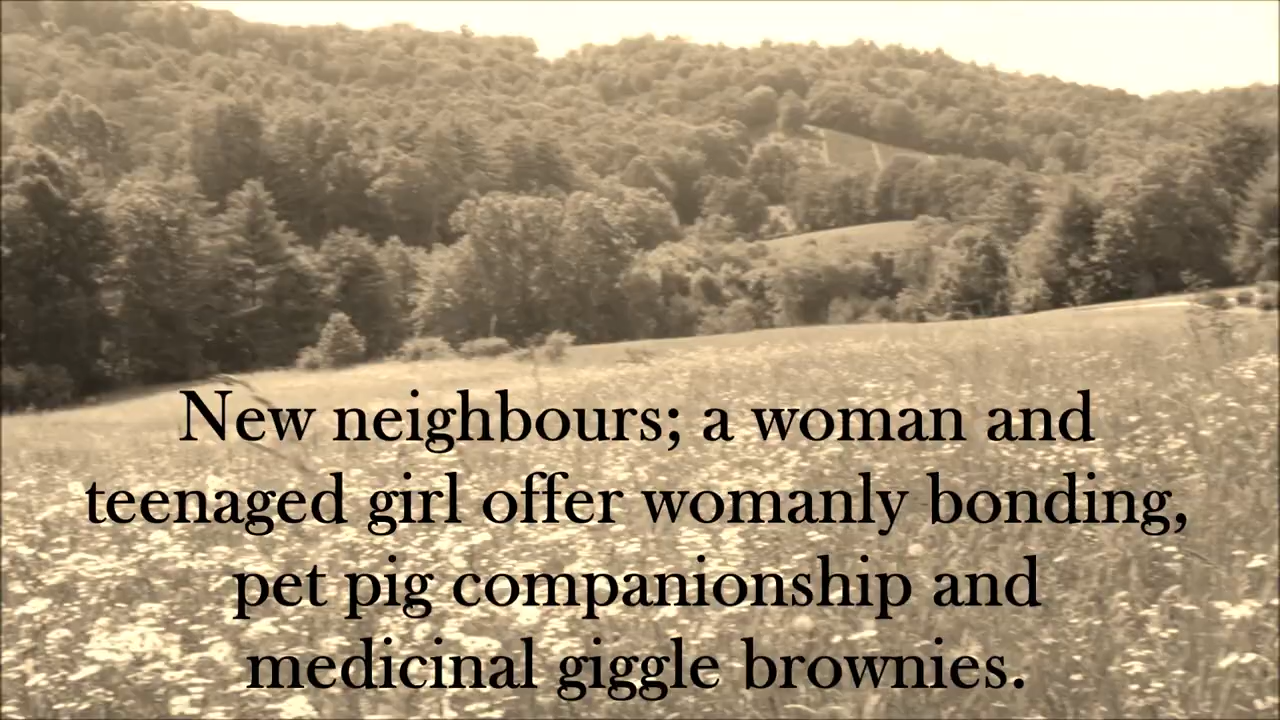 New neighbours; a woman and
teenaged girl offer womanly bonding,
pet pig companionship and
medicinal giggle brownies.